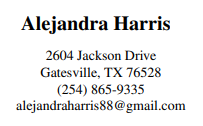 Alejandra Harris
2604 Jackson Drive
Gatesville, TX 76528
(254) 865-9335
alejandraharris88@gmail.com